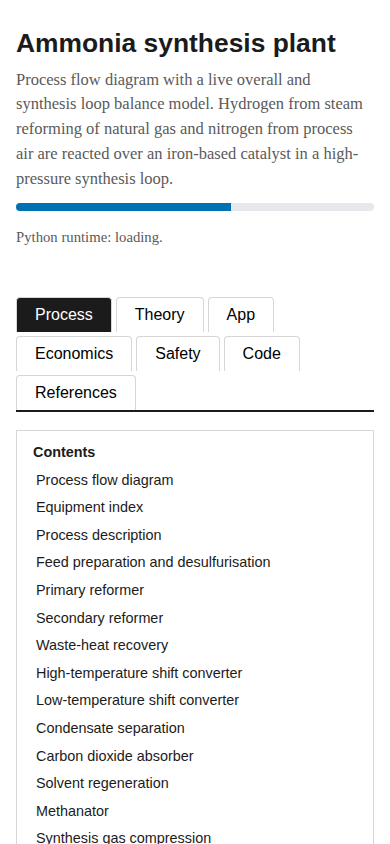 Ammonia synthesis plant
Process flow diagram with a live overall and
synthesis loop balance model. Hydrogen from steam
reforming of natural gas and nitrogen from process
air are reacted over an iron-based catalyst in a high-
pressure synthesis loop.
Python runtime: loading.
Process Theory App
Economics Safety Code
References
Contents
Process flow diagram
Equipment index
Process description
Feed preparation and desulfurisation
Primary reformer
Secondary reformer
Waste-heat recovery
High-temperature shift converter
Low-temperature shift converter
Condensate separation
Carbon dioxide absorber
Solvent regeneration
Methanator
Synthesis gas compression